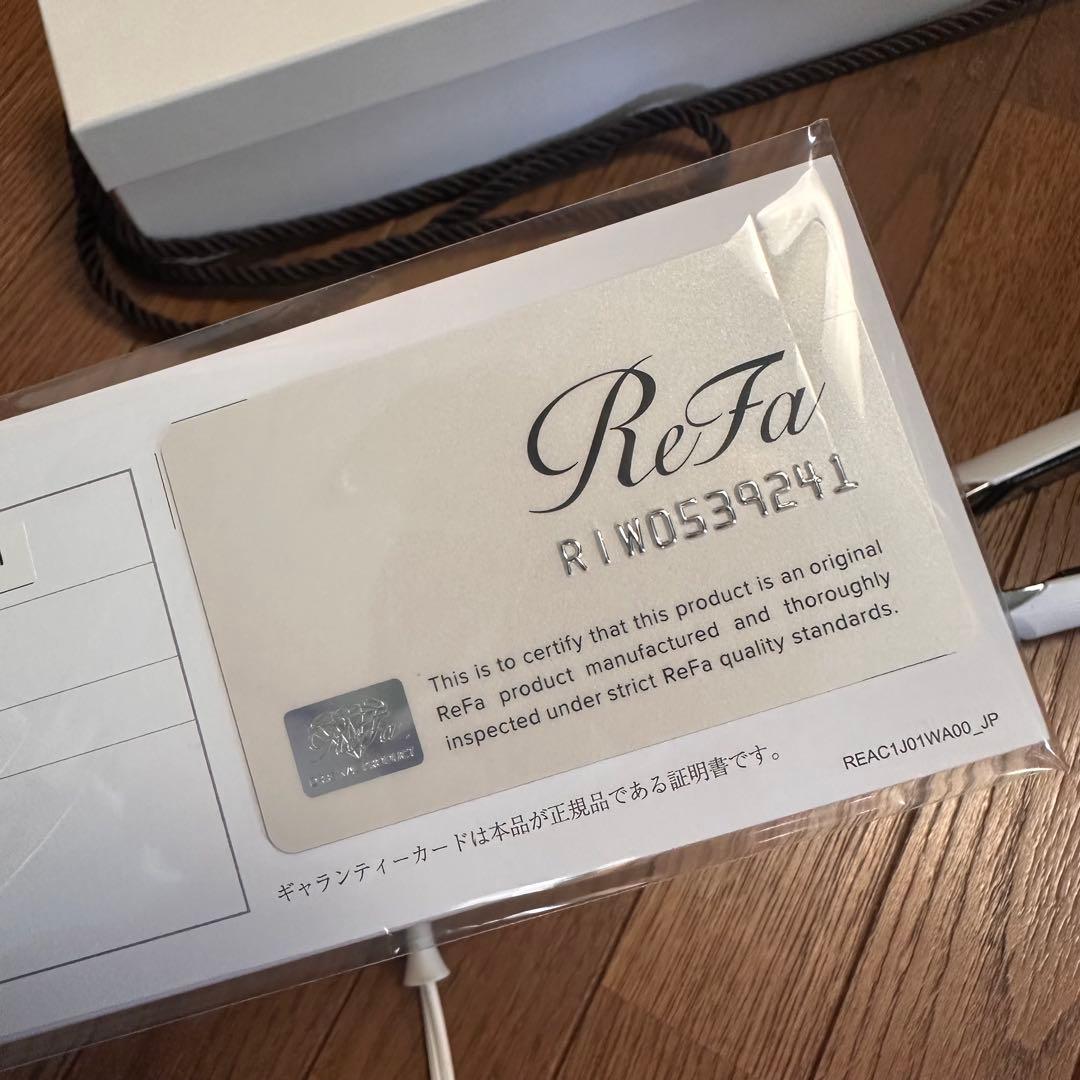 ReFa
RIW0539241
This is to certify that this product is an original
ReFa product manufactured and thoroughly
inspected under strict ReFa quality standards.
ReFa
REAC1J01WA00_JP
ギャランティーカードは本品が正規品である証明書です。